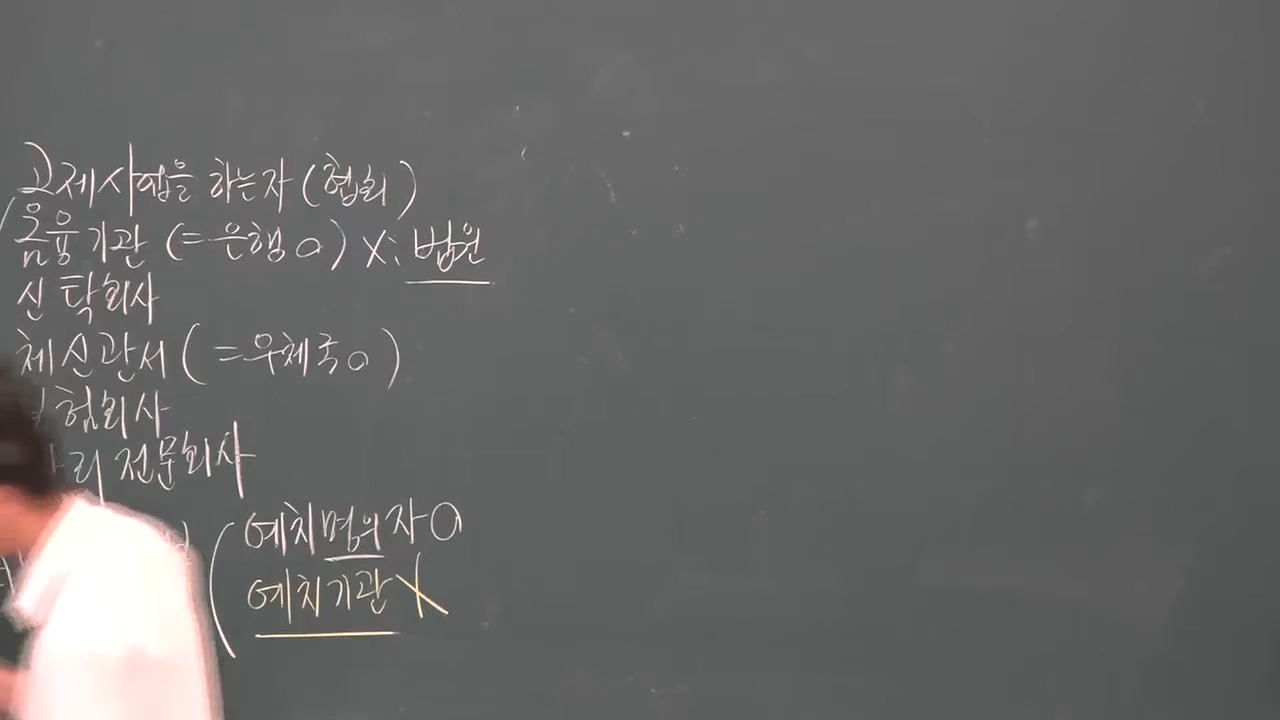 공제사업을 하는자 (협회)
금융기관 (=은행 O) X: 법원
신탁회사
체신관서 (=우체국 O)
험회사
리전문회사
예치명의자 O
예치기관 X